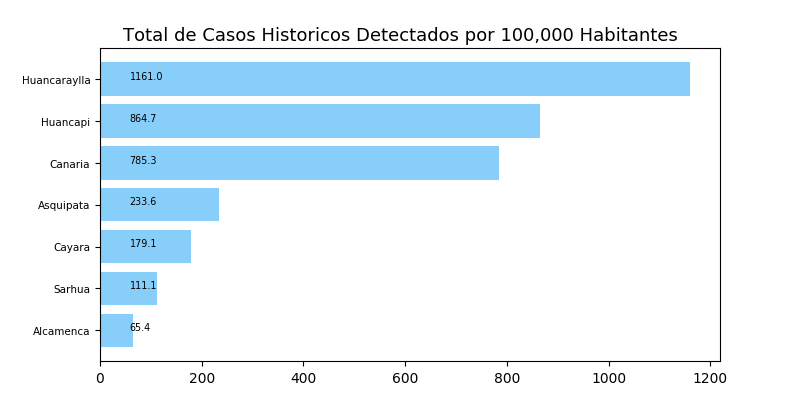 Total de Casos Historicos Detectados por 100,000 Habitantes
Huancaraylla 1161.0
Huancapi 864.7
Canaria 785.3
Asquipata 233.6
Cayara 179.1
Sarhua 111.1
Alcamenca 65.4
0 200 400 600 800 1000 1200